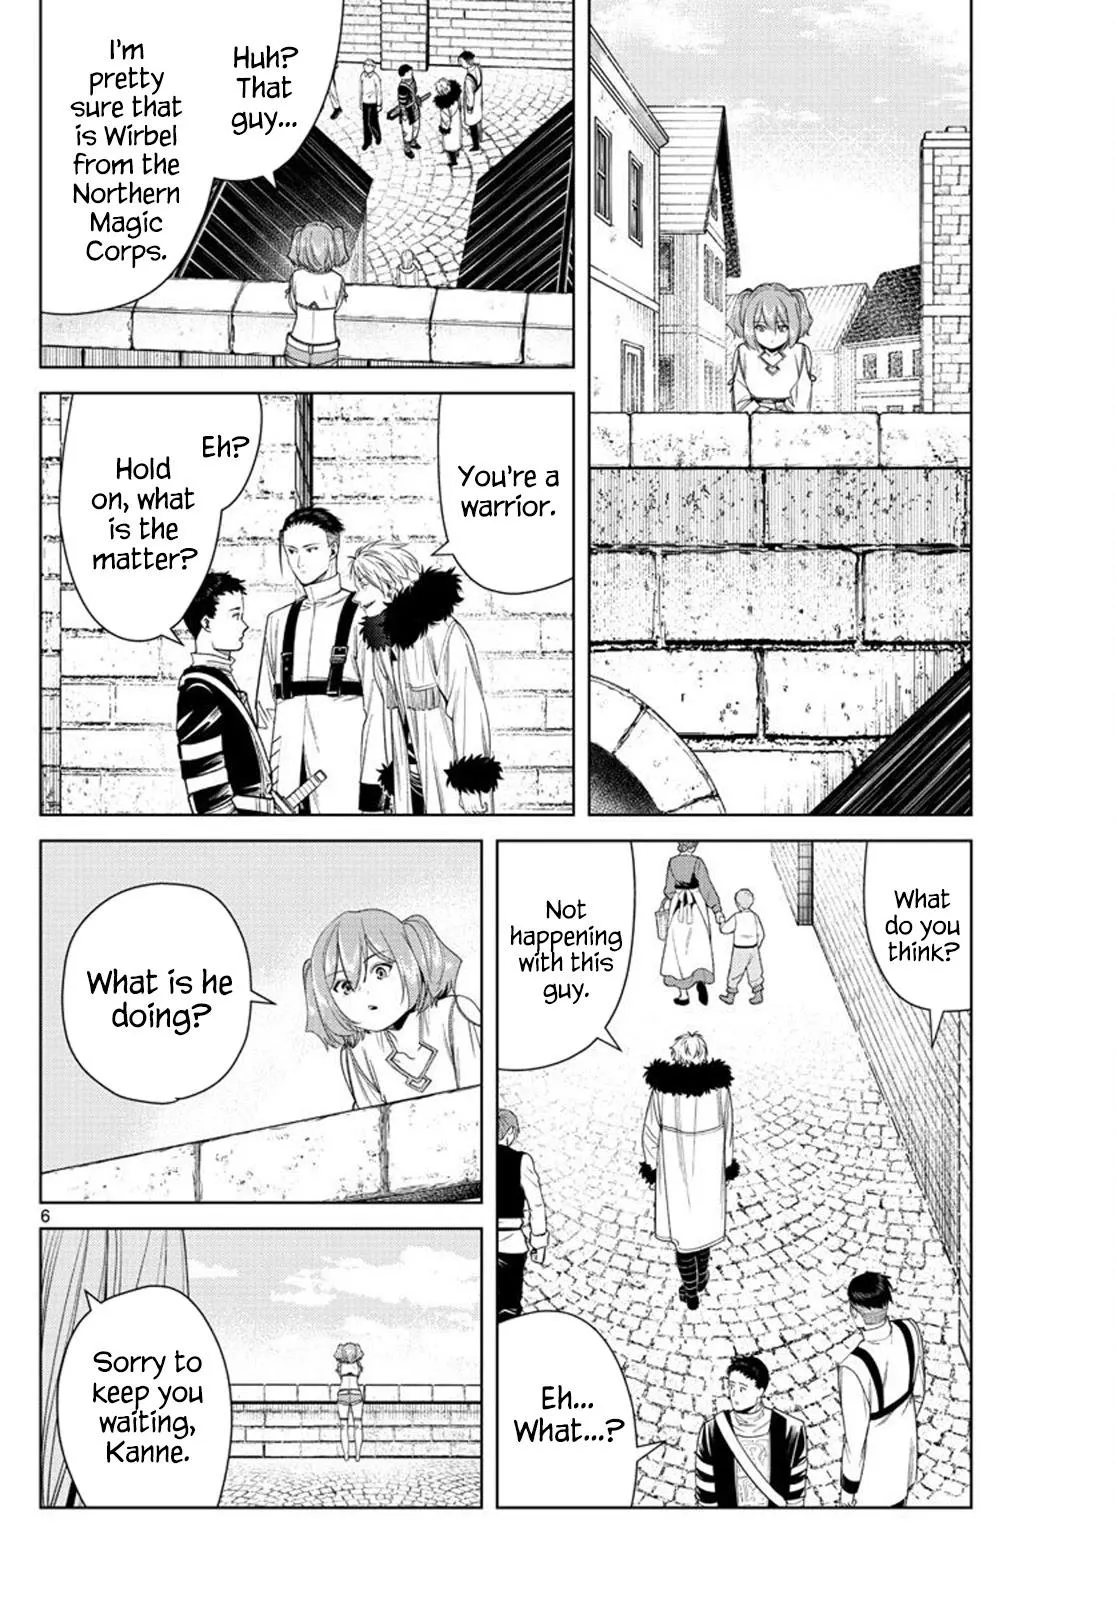 Huh?
That
guy...
I'm
pretty
sure that
is Wirbel
from the
Northern
Magic
Corps.
You're a
warrior.
Eh?
Hold
on, what
is the
matter?
What
do you
think?
Not
happening
with this
guy.
Eh...
What...?
What is he
doing?
Sorry to
keep you
waiting,
Kanne.
6